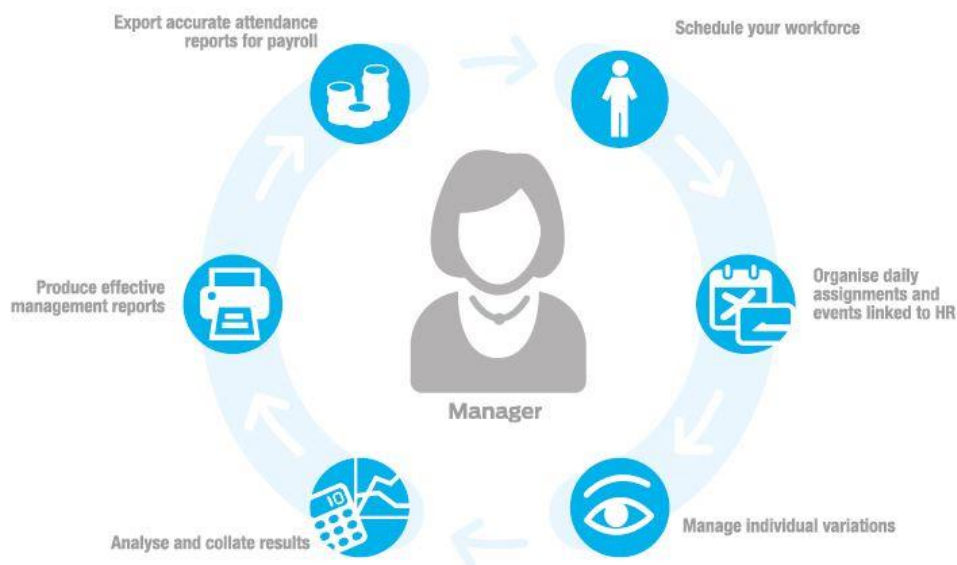 Export accurate attendance
reports for payroll
Schedule your workforce
Organise daily
assignments and
events linked to HR
Manage individual variations
Analyse and collate results
10
Produce effective
management reports
Manager